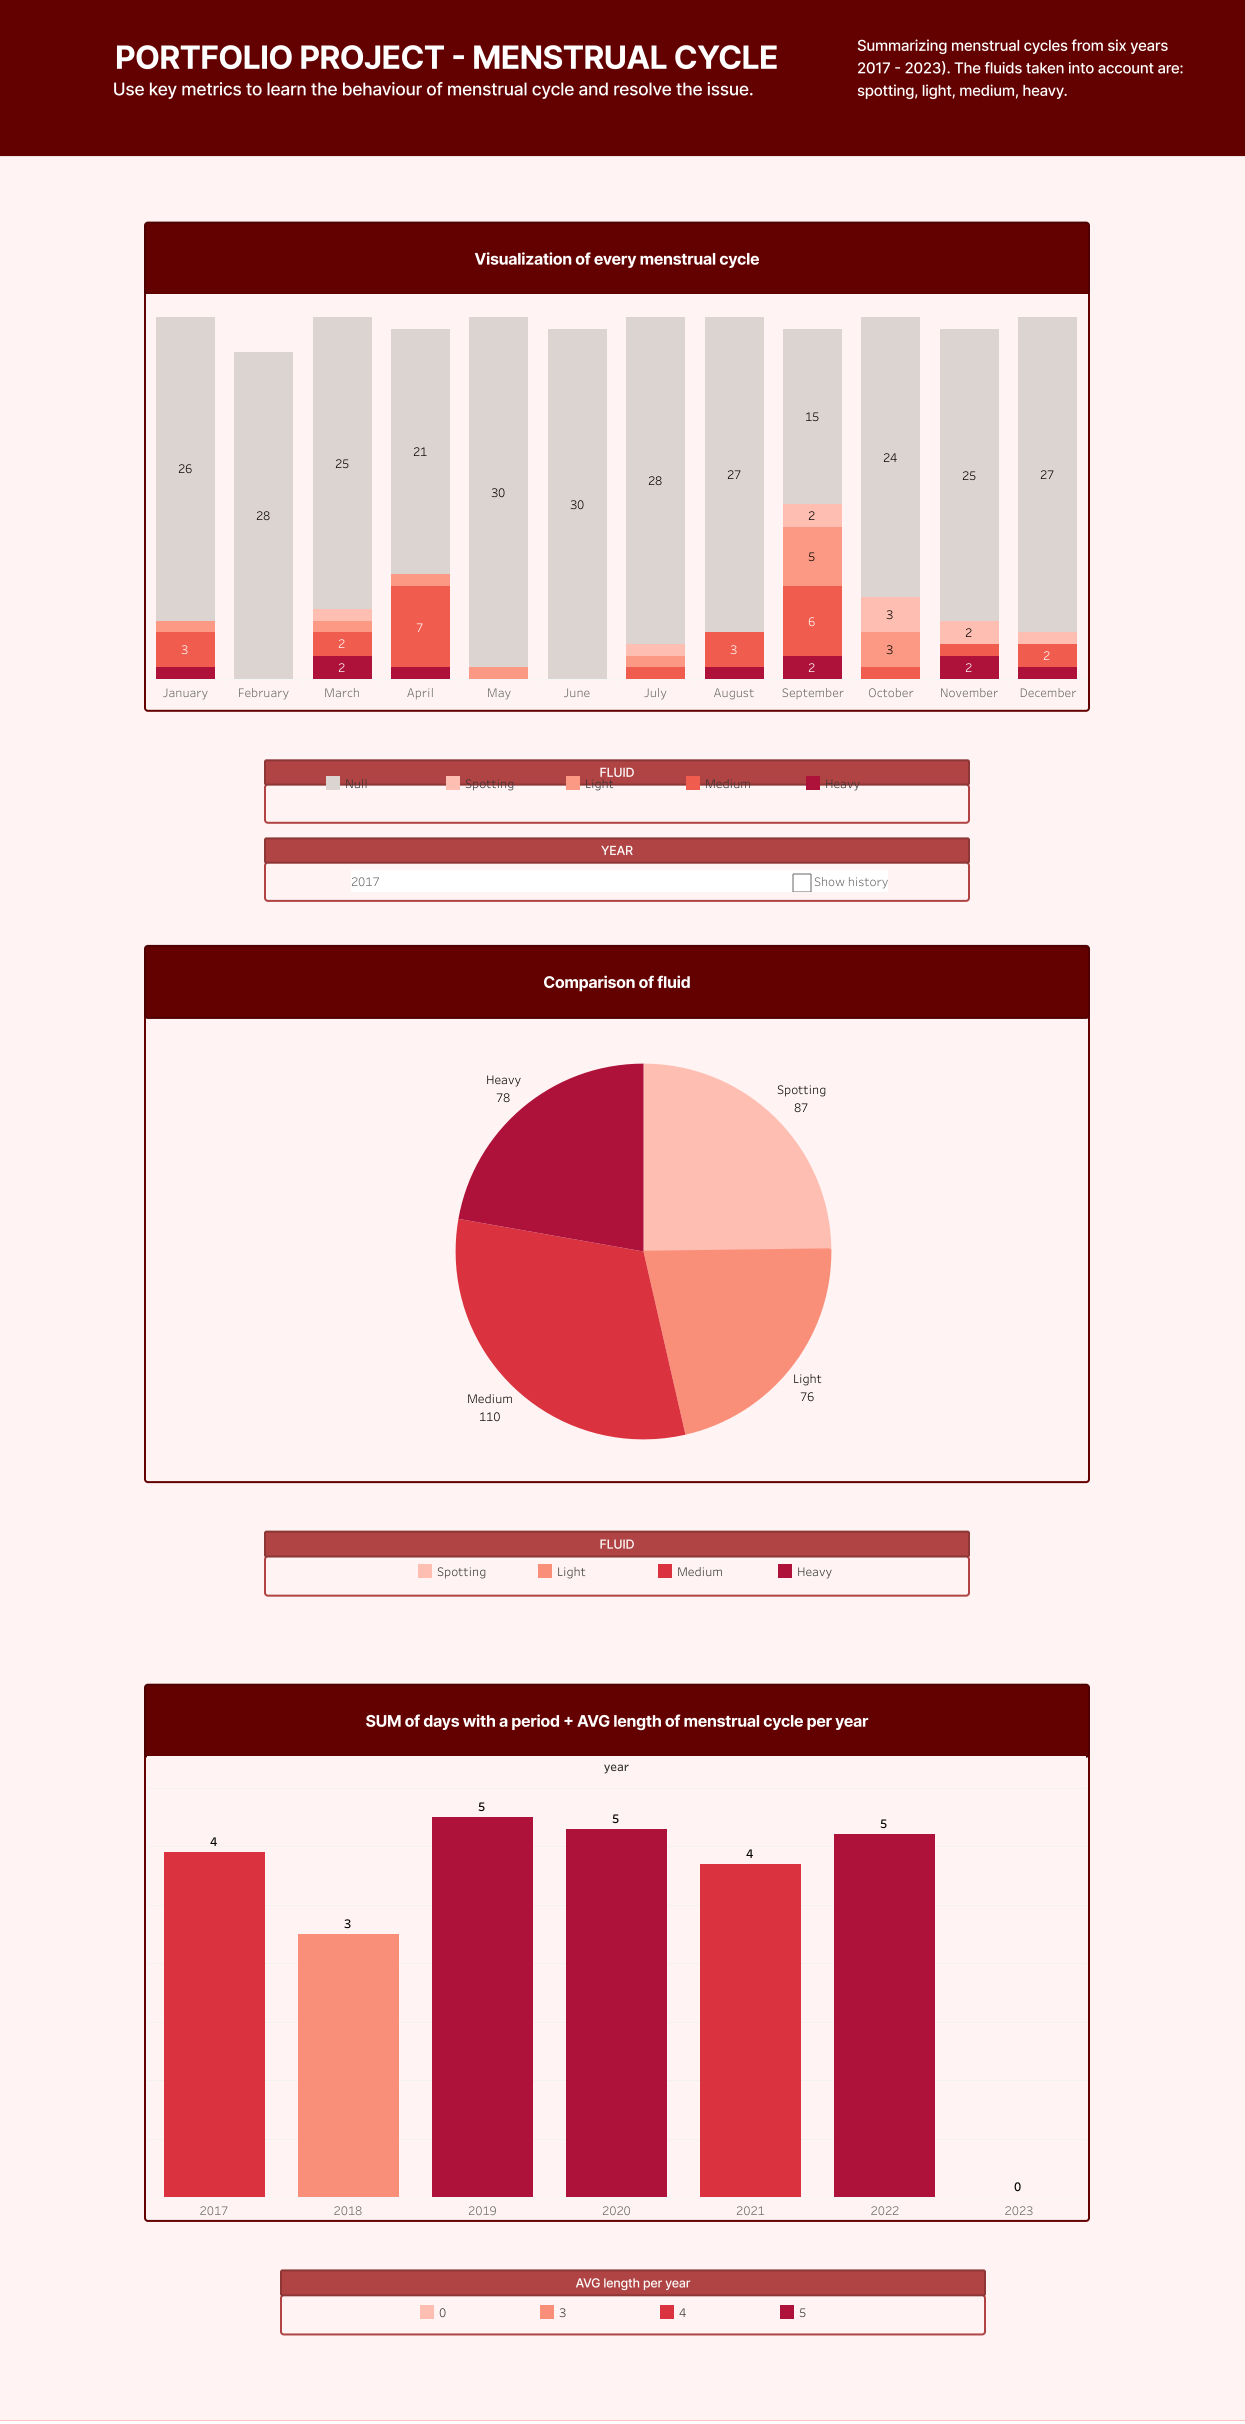 PORTFOLIO PROJECT - MENSTRUAL CYCLE
Use key metrics to learn the behaviour of menstrual cycle and resolve the issue.
Summarizing menstrual cycles from six years
2017 - 2023). The fluids taken into account are:
spotting, light, medium, heavy.
Visualization of every menstrual cycle
26 28 25 21 30 30 28 27 15 24 25 27
2
5
3 2 7 3 6 3 2 2
2 2 3 2
January February March April May June July August September October November December
FLUID
Null Spotting Light Medium Heavy
YEAR
2017 Show history
Comparison of fluid
Heavy
78
Spotting
87
Light
76
Medium
110
FLUID
Spotting Light Medium Heavy
SUM of days with a period + AVG length of menstrual cycle per year
year
4 3 5 5 4 5 0
2017 2018 2019 2020 2021 2022 2023
AVG length per year
0 3 4 5